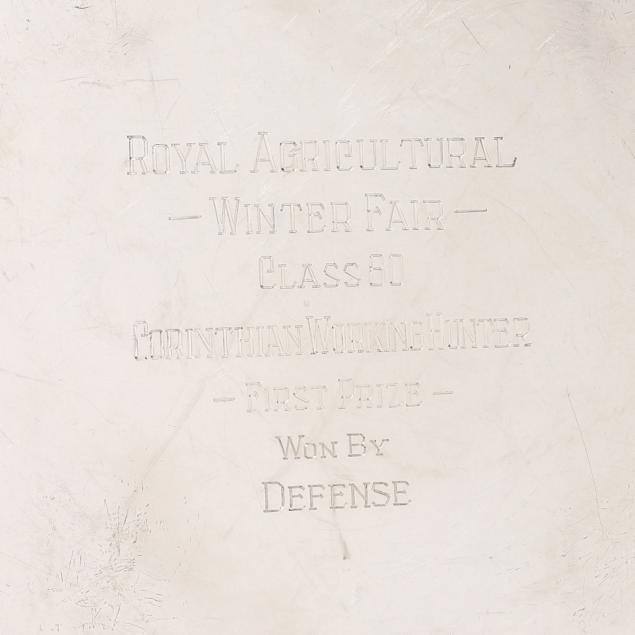 ROYAL AGRICULTURAL
— WINTER FAIR —
CLASS 60
CORINTHIAN WORKING HUNTER
— FIRST PRIZE —
WON BY
DEFENSE